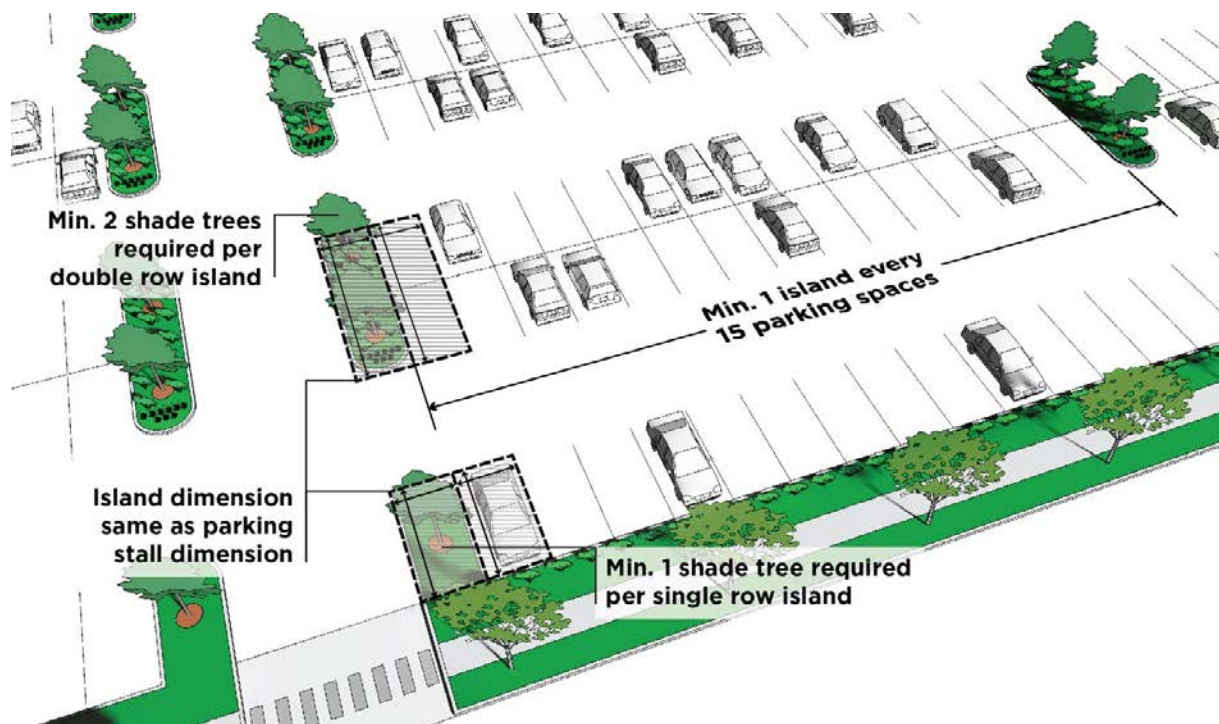 Min. 2 shade trees
required per
double row island
Min. 1 island every
15 parking spaces
Island dimension
same as parking
stall dimension
Min. 1 shade tree required
per single row island